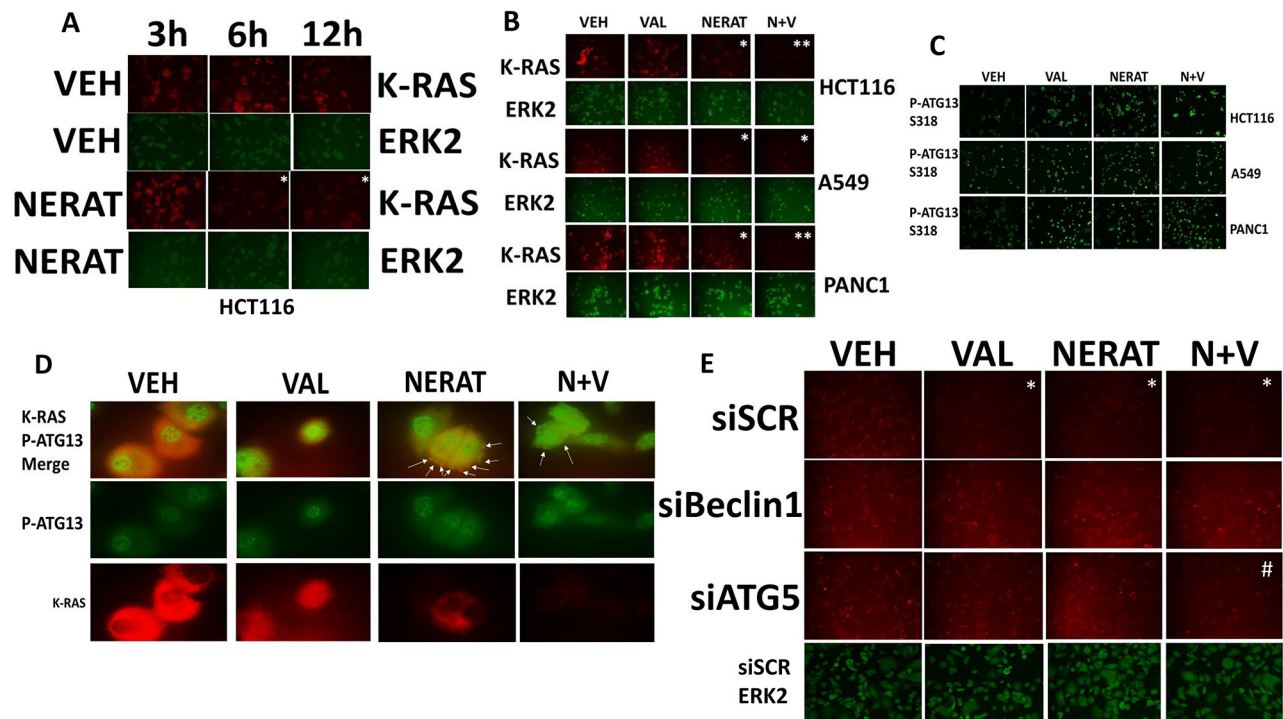 A
3h 6h 12h
VEH K-RAS
VEH ERK2
NERAT * * K-RAS
NERAT ERK2
HCT116
B
VEH VAL NERAT N+V
K-RAS * **
ERK2
HCT116
K-RAS * *
ERK2
A549
K-RAS * **
ERK2
PANC1
C
VEH VAL NERAT N+V
P-ATG13
S318
HCT116
P-ATG13
S318
A549
P-ATG13
S318
PANC1
D
VEH VAL NERAT N+V
K-RAS
P-ATG13
Merge
P-ATG13
K-RAS
E
VEH VAL NERAT N+V
siSCR * * *
siBeclin1
siATG5 #
siSCR
ERK2